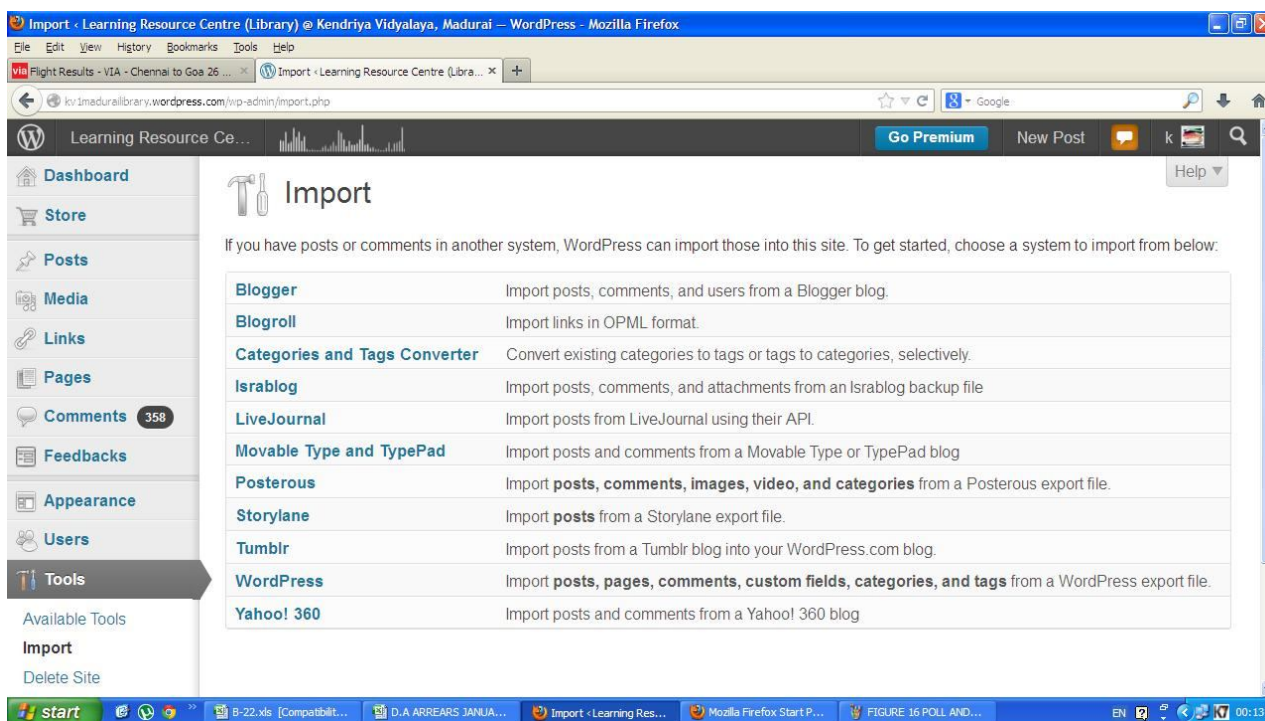 Import ‹ Learning Resource Centre (Library) @ Kendriya Vidyalaya, Madurai — WordPress - Mozilla Firefox
File Edit View History Bookmarks Tools Help
via Flight Results - VIA - Chennai to Goa 26 ... × Import ‹ Learning Resource Centre (Libra... × +
kv1madurailibrary.wordpress.com/wp-admin/import.php Google
Learning Resource Ce... Go Premium New Post k
Help
Dashboard
Store
Posts
Media
Links
Pages
Comments 358
Feedbacks
Appearance
Users
Tools
Available Tools
Import
Delete Site
Import
If you have posts or comments in another system, WordPress can import those into this site. To get started, choose a system to import from below:
Blogger Import posts, comments, and users from a Blogger blog.
Blogroll Import links in OPML format.
Categories and Tags Converter Convert existing categories to tags or tags to categories, selectively.
Israblog Import posts, comments, and attachments from an Israblog backup file
LiveJournal Import posts from LiveJournal using their API.
Movable Type and TypePad Import posts and comments from a Movable Type or TypePad blog
Posterous Import posts, comments, images, video, and categories from a Posterous export file.
Storylane Import posts from a Storylane export file.
Tumblr Import posts from a Tumblr blog into your WordPress.com blog.
WordPress Import posts, pages, comments, custom fields, categories, and tags from a WordPress export file.
Yahoo! 360 Import posts and comments from a Yahoo! 360 blog
start B-22.xls [Compatibilit... D.A ARREARS JANUA... Import ‹ Learning Res... Mozilla Firefox Start P... FIGURE 16 POLL AND... EN 00:13